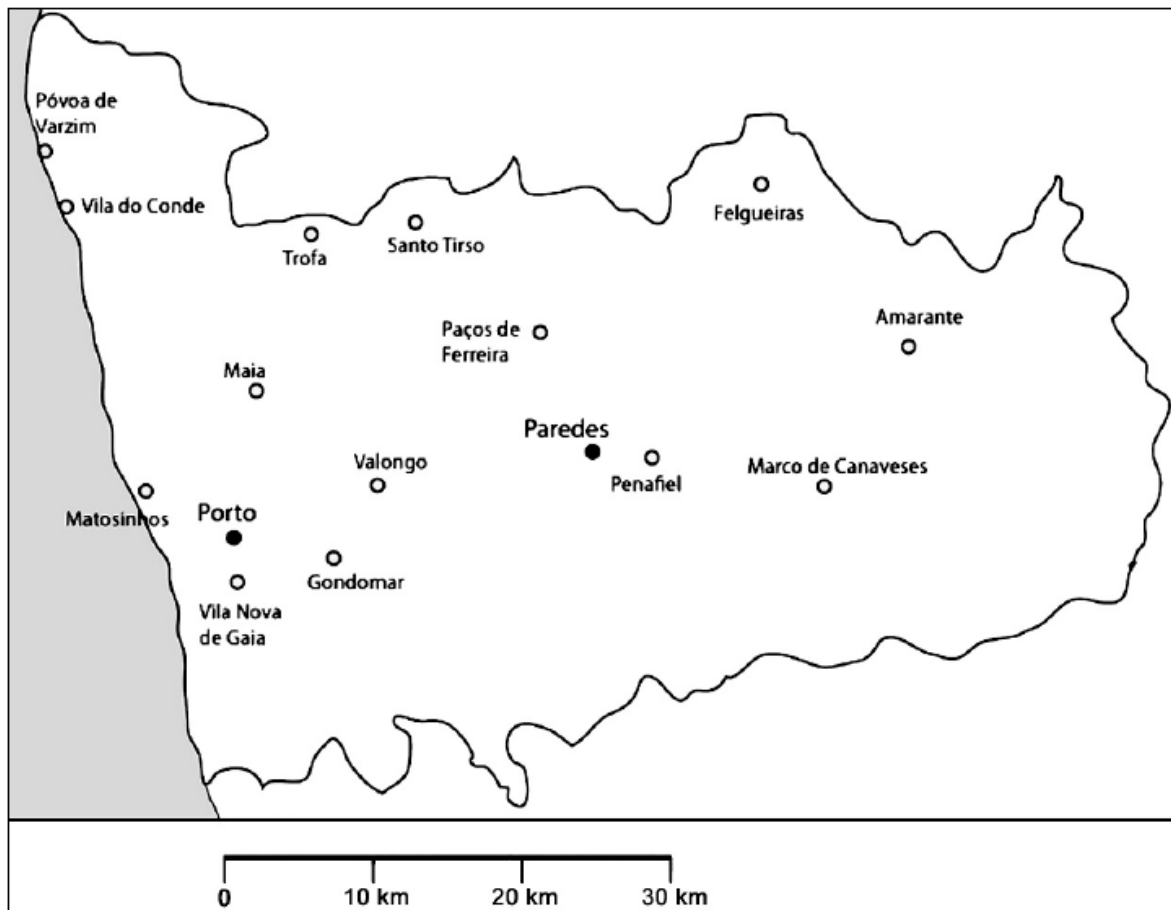 Póvoa de
Varzim
Vila do Conde
Trofa
Santo Tirso
Felgueiras
Paços de
Ferreira
Amarante
Maia
Paredes
Valongo
Penafiel
Marco de Canaveses
Matosinhos
Porto
Gondomar
Vila Nova
de Gaia
0
10 km
20 km
30 km